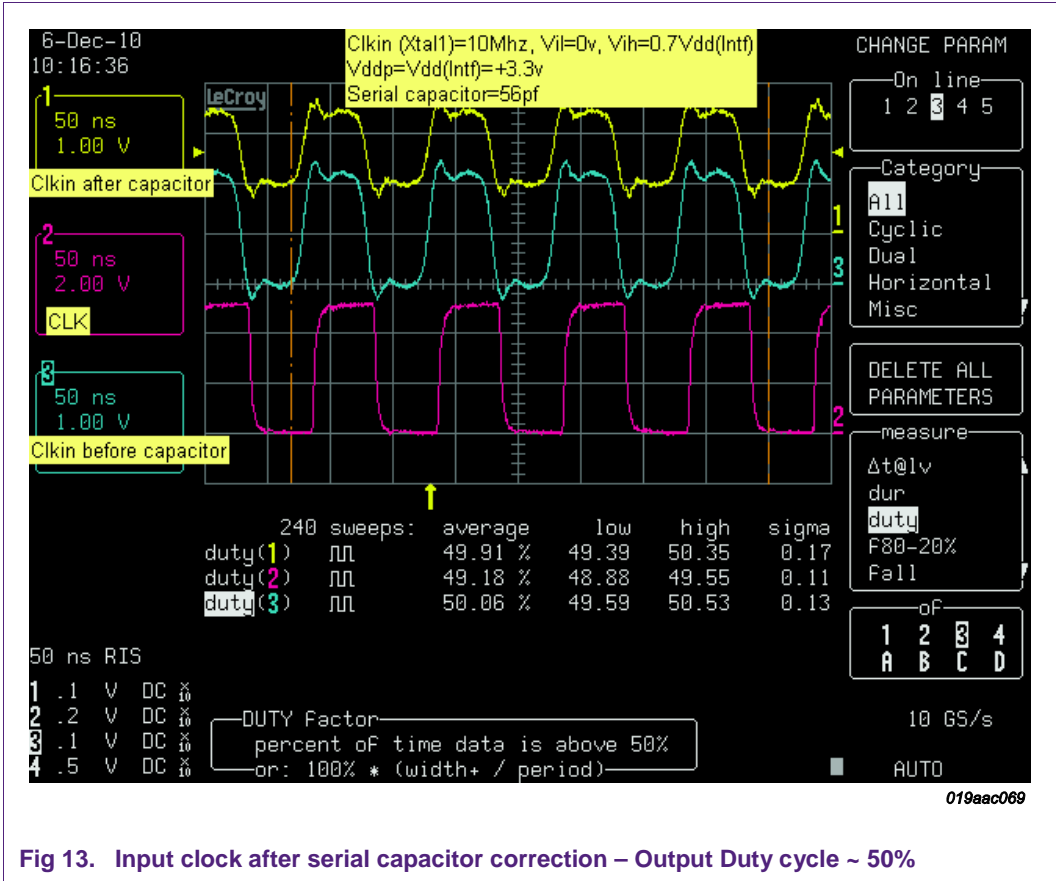 6-Dec-10
10:16:36
Clkin (Xtal1)=10Mhz, Vil=0v, Vih=0.7Vdd(Intf)
Vddp=Vdd(Intf)=+3.3v
Serial capacitor=56pf
LeCroy
1
50 ns
1.00 V
Clkin after capacitor
2
50 ns
2.00 V
CLK
3
50 ns
1.00 V
Clkin before capacitor
1
3
2
CHANGE PARAM
On line
1 2 3 4 5
Category
All
Cyclic
Dual
Horizontal
Misc
DELETE ALL
PARAMETERS
measure
Δt@lv
dur
duty
F80-20%
Fall
of
1 2 3 4
A B C D
240 sweeps: average low high sigma
duty(1) 49.91 % 49.39 50.35 0.17
duty(2) 49.18 % 48.88 49.55 0.11
duty(3) 50.06 % 49.59 50.53 0.13
50 ns RIS
1 .1 V DC X10
2 .2 V DC X10
3 .1 V DC X10
4 .5 V DC X10
DUTY Factor
percent of time data is above 50%
or: 100% * (width+ / period)
10 GS/s
AUTO
019aac069
Fig 13. Input clock after serial capacitor correction – Output Duty cycle ~ 50%